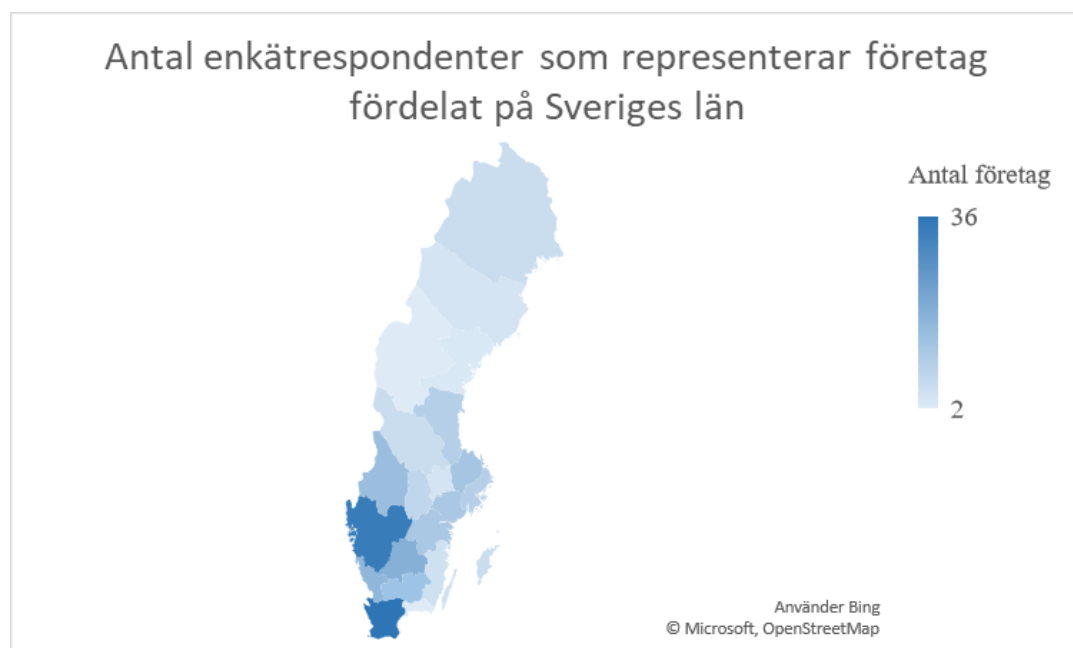 Antal enkätrespondenter som representerar företag
fördelat på Sveriges län
Antal företag
36
2
Använder Bing
© Microsoft, OpenStreetMap